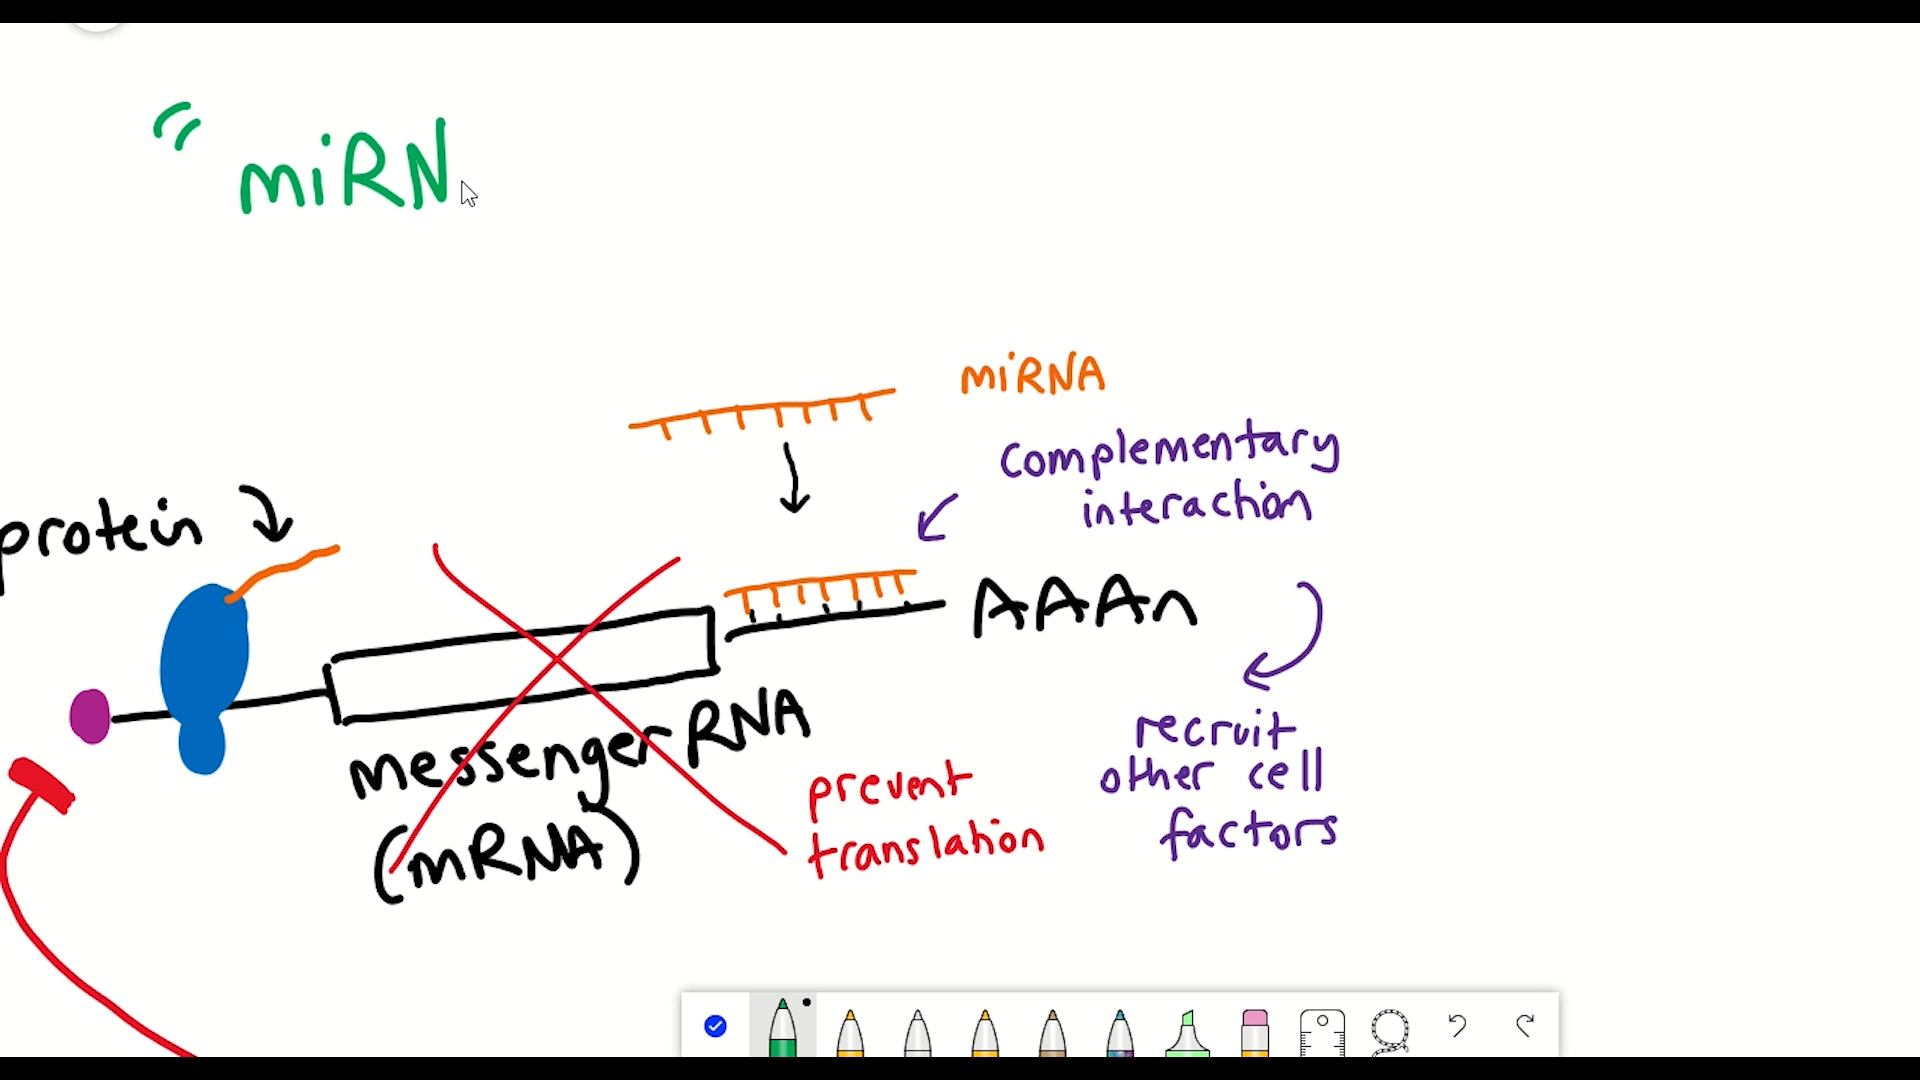 “ miRN
miRNA
complementary
interaction
protein
AAAn
messenger RNA
(mRNA)
prevent
translation
recruit
other cell
factors